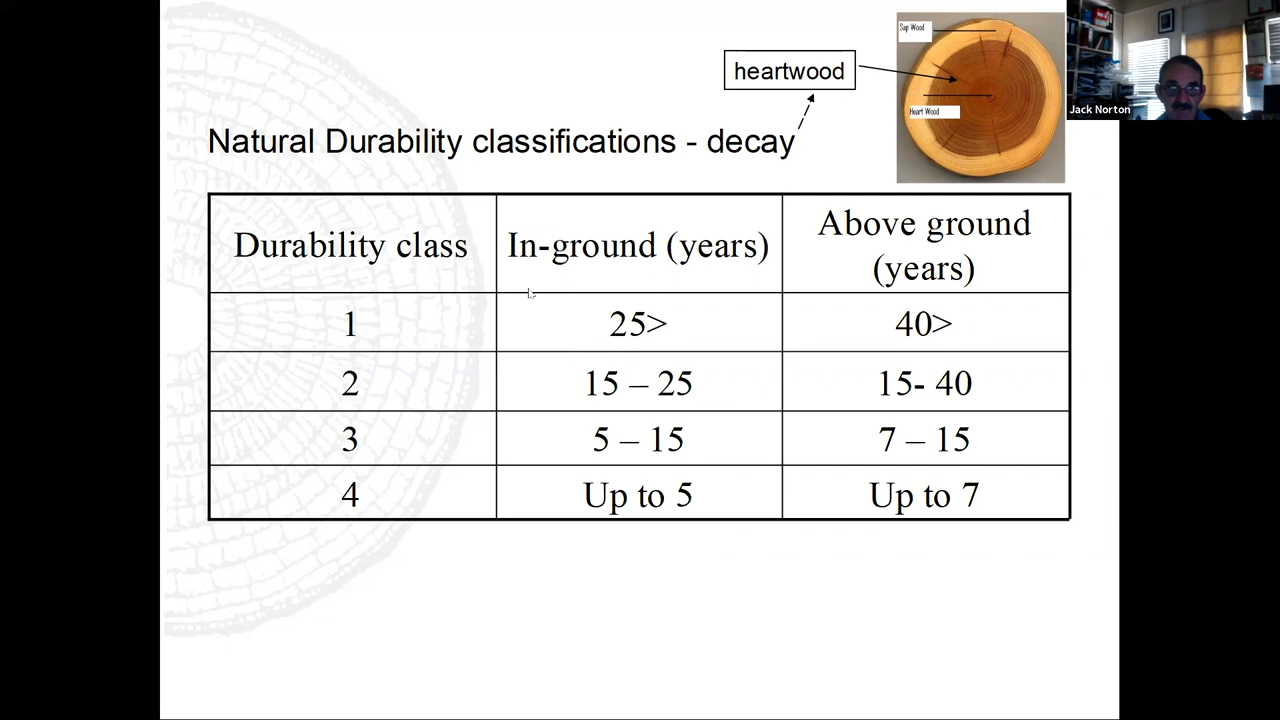 Sap Wood
heartwood
Heart Wood
Jack Norton
Natural Durability classifications - decay
Durability class
In-ground (years)
Above ground
(years)
1
25>
40>
2
15 – 25
15- 40
3
5 – 15
7 – 15
4
Up to 5
Up to 7